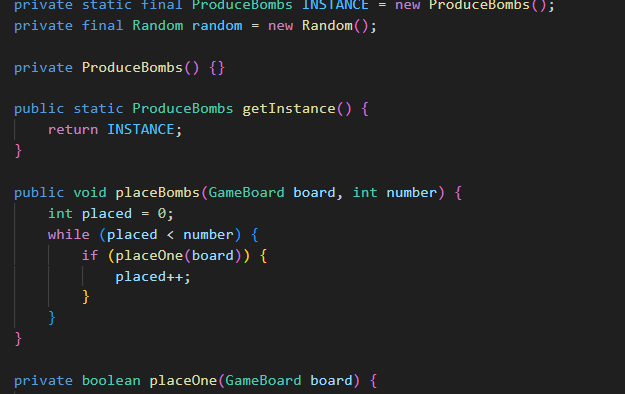 private static final ProduceBombs INSTANCE = new ProduceBombs();
private final Random random = new Random();
private ProduceBombs() {}
public static ProduceBombs getInstance() {
return INSTANCE;
}
public void placeBombs(GameBoard board, int number) {
int placed = 0;
while (placed < number) {
if (placeOne(board)) {
placed++;
}
}
}
private boolean placeOne(GameBoard board) {